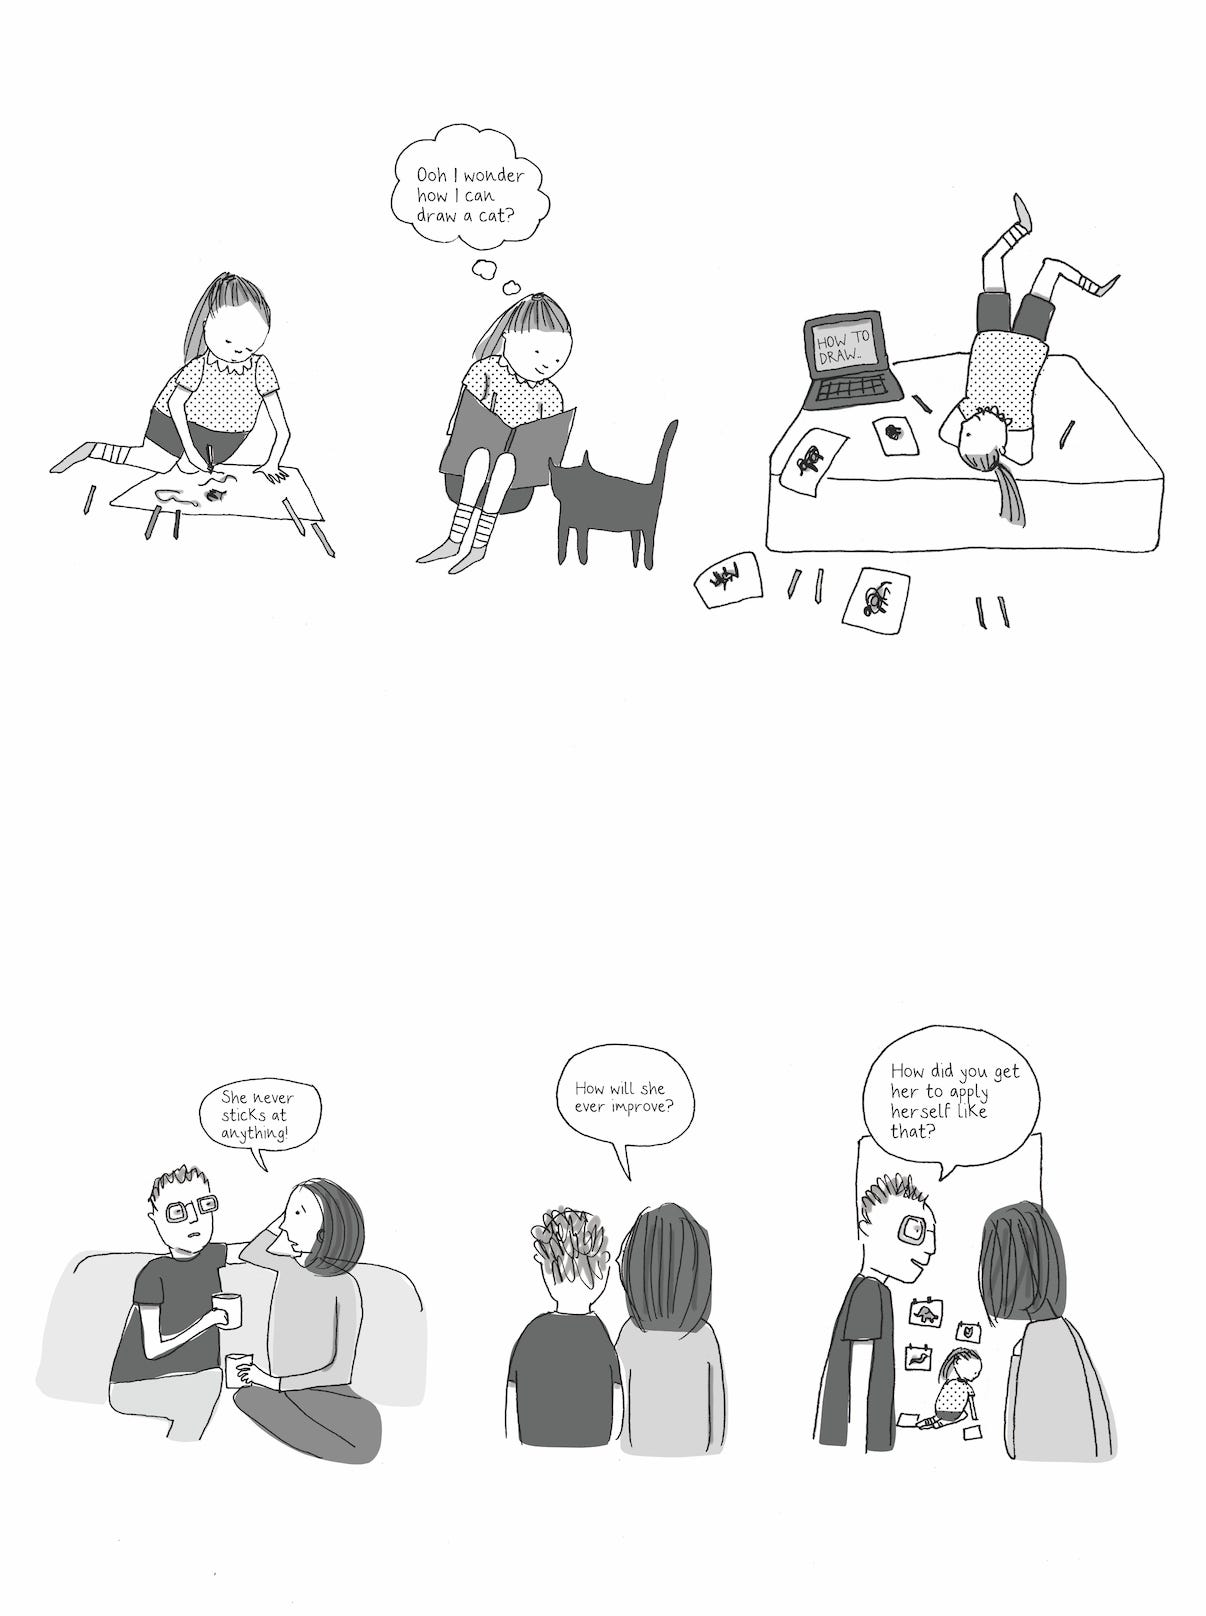 Ooh I wonder
how I can
draw a cat?
HOW TO
DRAW..
She never
sticks at
anything!
How will she
ever improve?
How did you get
her to apply
herself like
that?